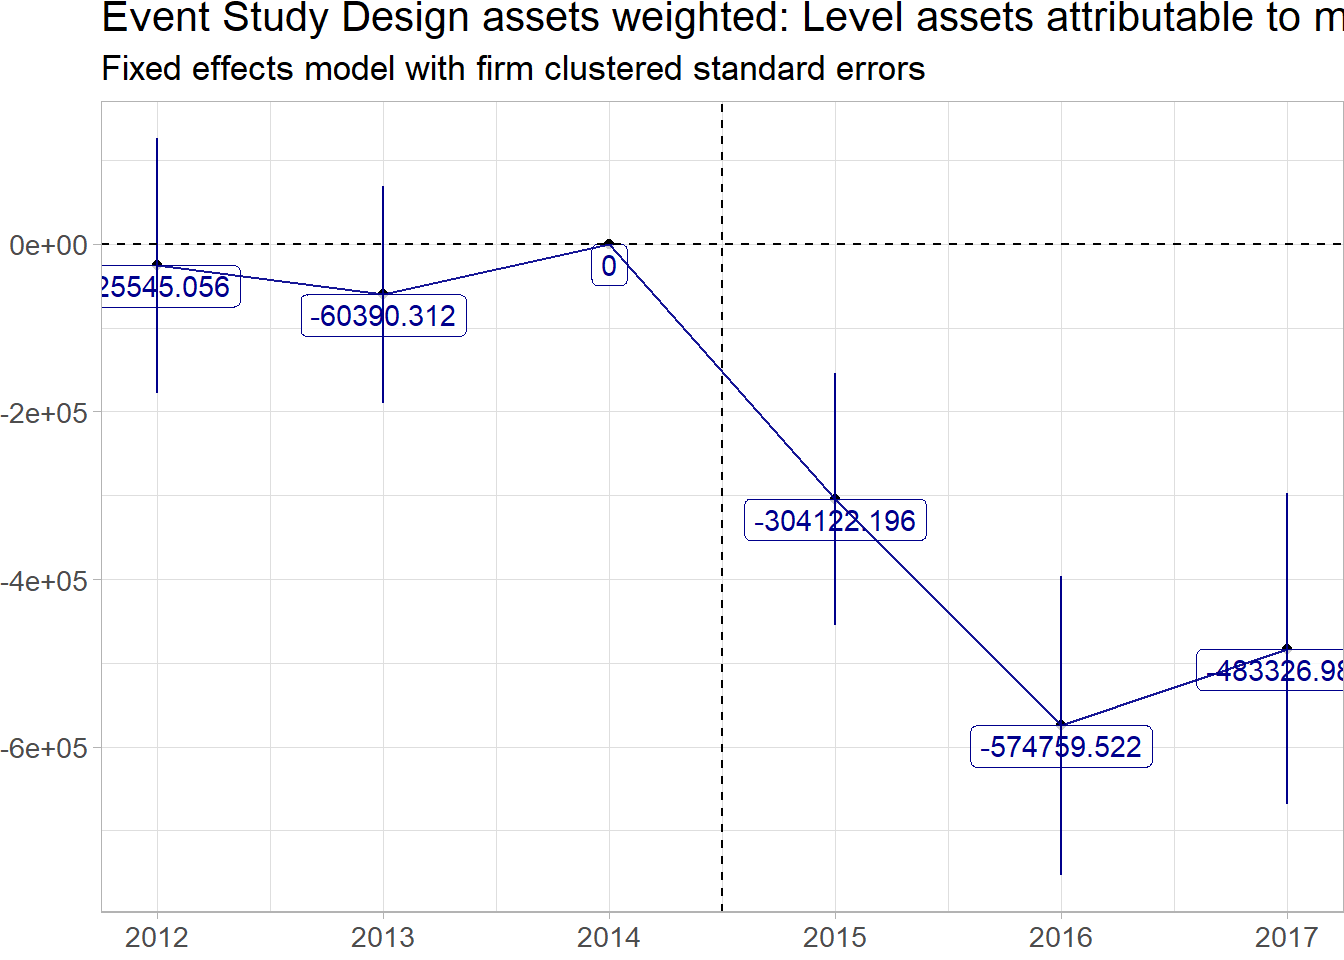 Event Study Design assets weighted: Level assets attributable to
Fixed effects model with firm clustered standard errors
0e+00
-2e+05
-4e+05
-6e+05
25545.056
-60390.312
0
-304122.196
-574759.522
-483326.98
2012 2013 2014 2015 2016 2017